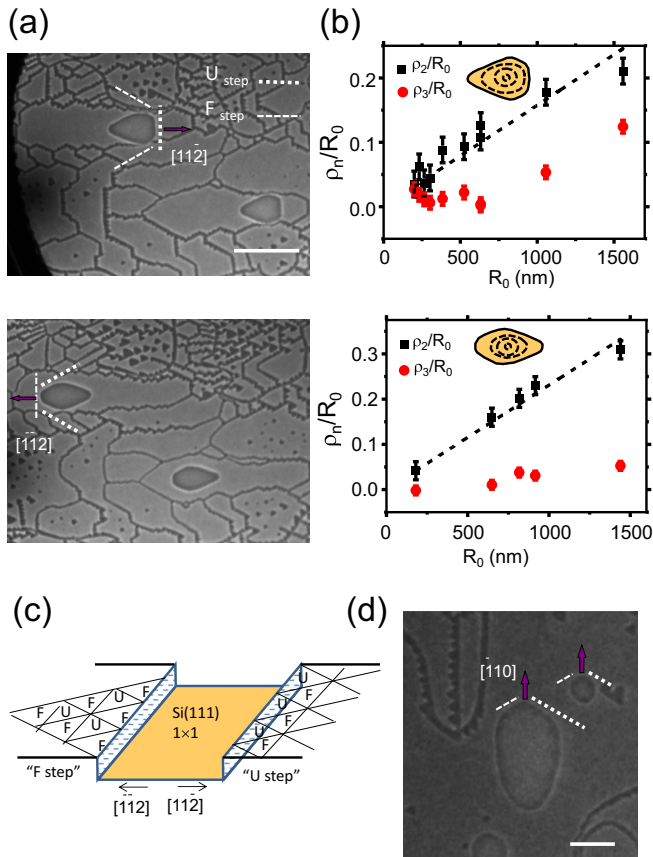 (a)
U step
F step
[112̄]
[1̄1̄2]
(b)
ρ₂/R₀
ρ₃/R₀
ρₙ/R₀
0.2
0.1
0.0
0
500
1000
1500
R₀ (nm)
ρ₂/R₀
ρ₃/R₀
ρₙ/R₀
0.3
0.2
0.1
0.0
0
500
1000
1500
R₀ (nm)
(c)
F U F
F U F
F U F
Si(111)
1×1
U
U F
U F
U F
"F step"
"U step"
[1̄1̄2] [112̄]
(d)
[1̄10]